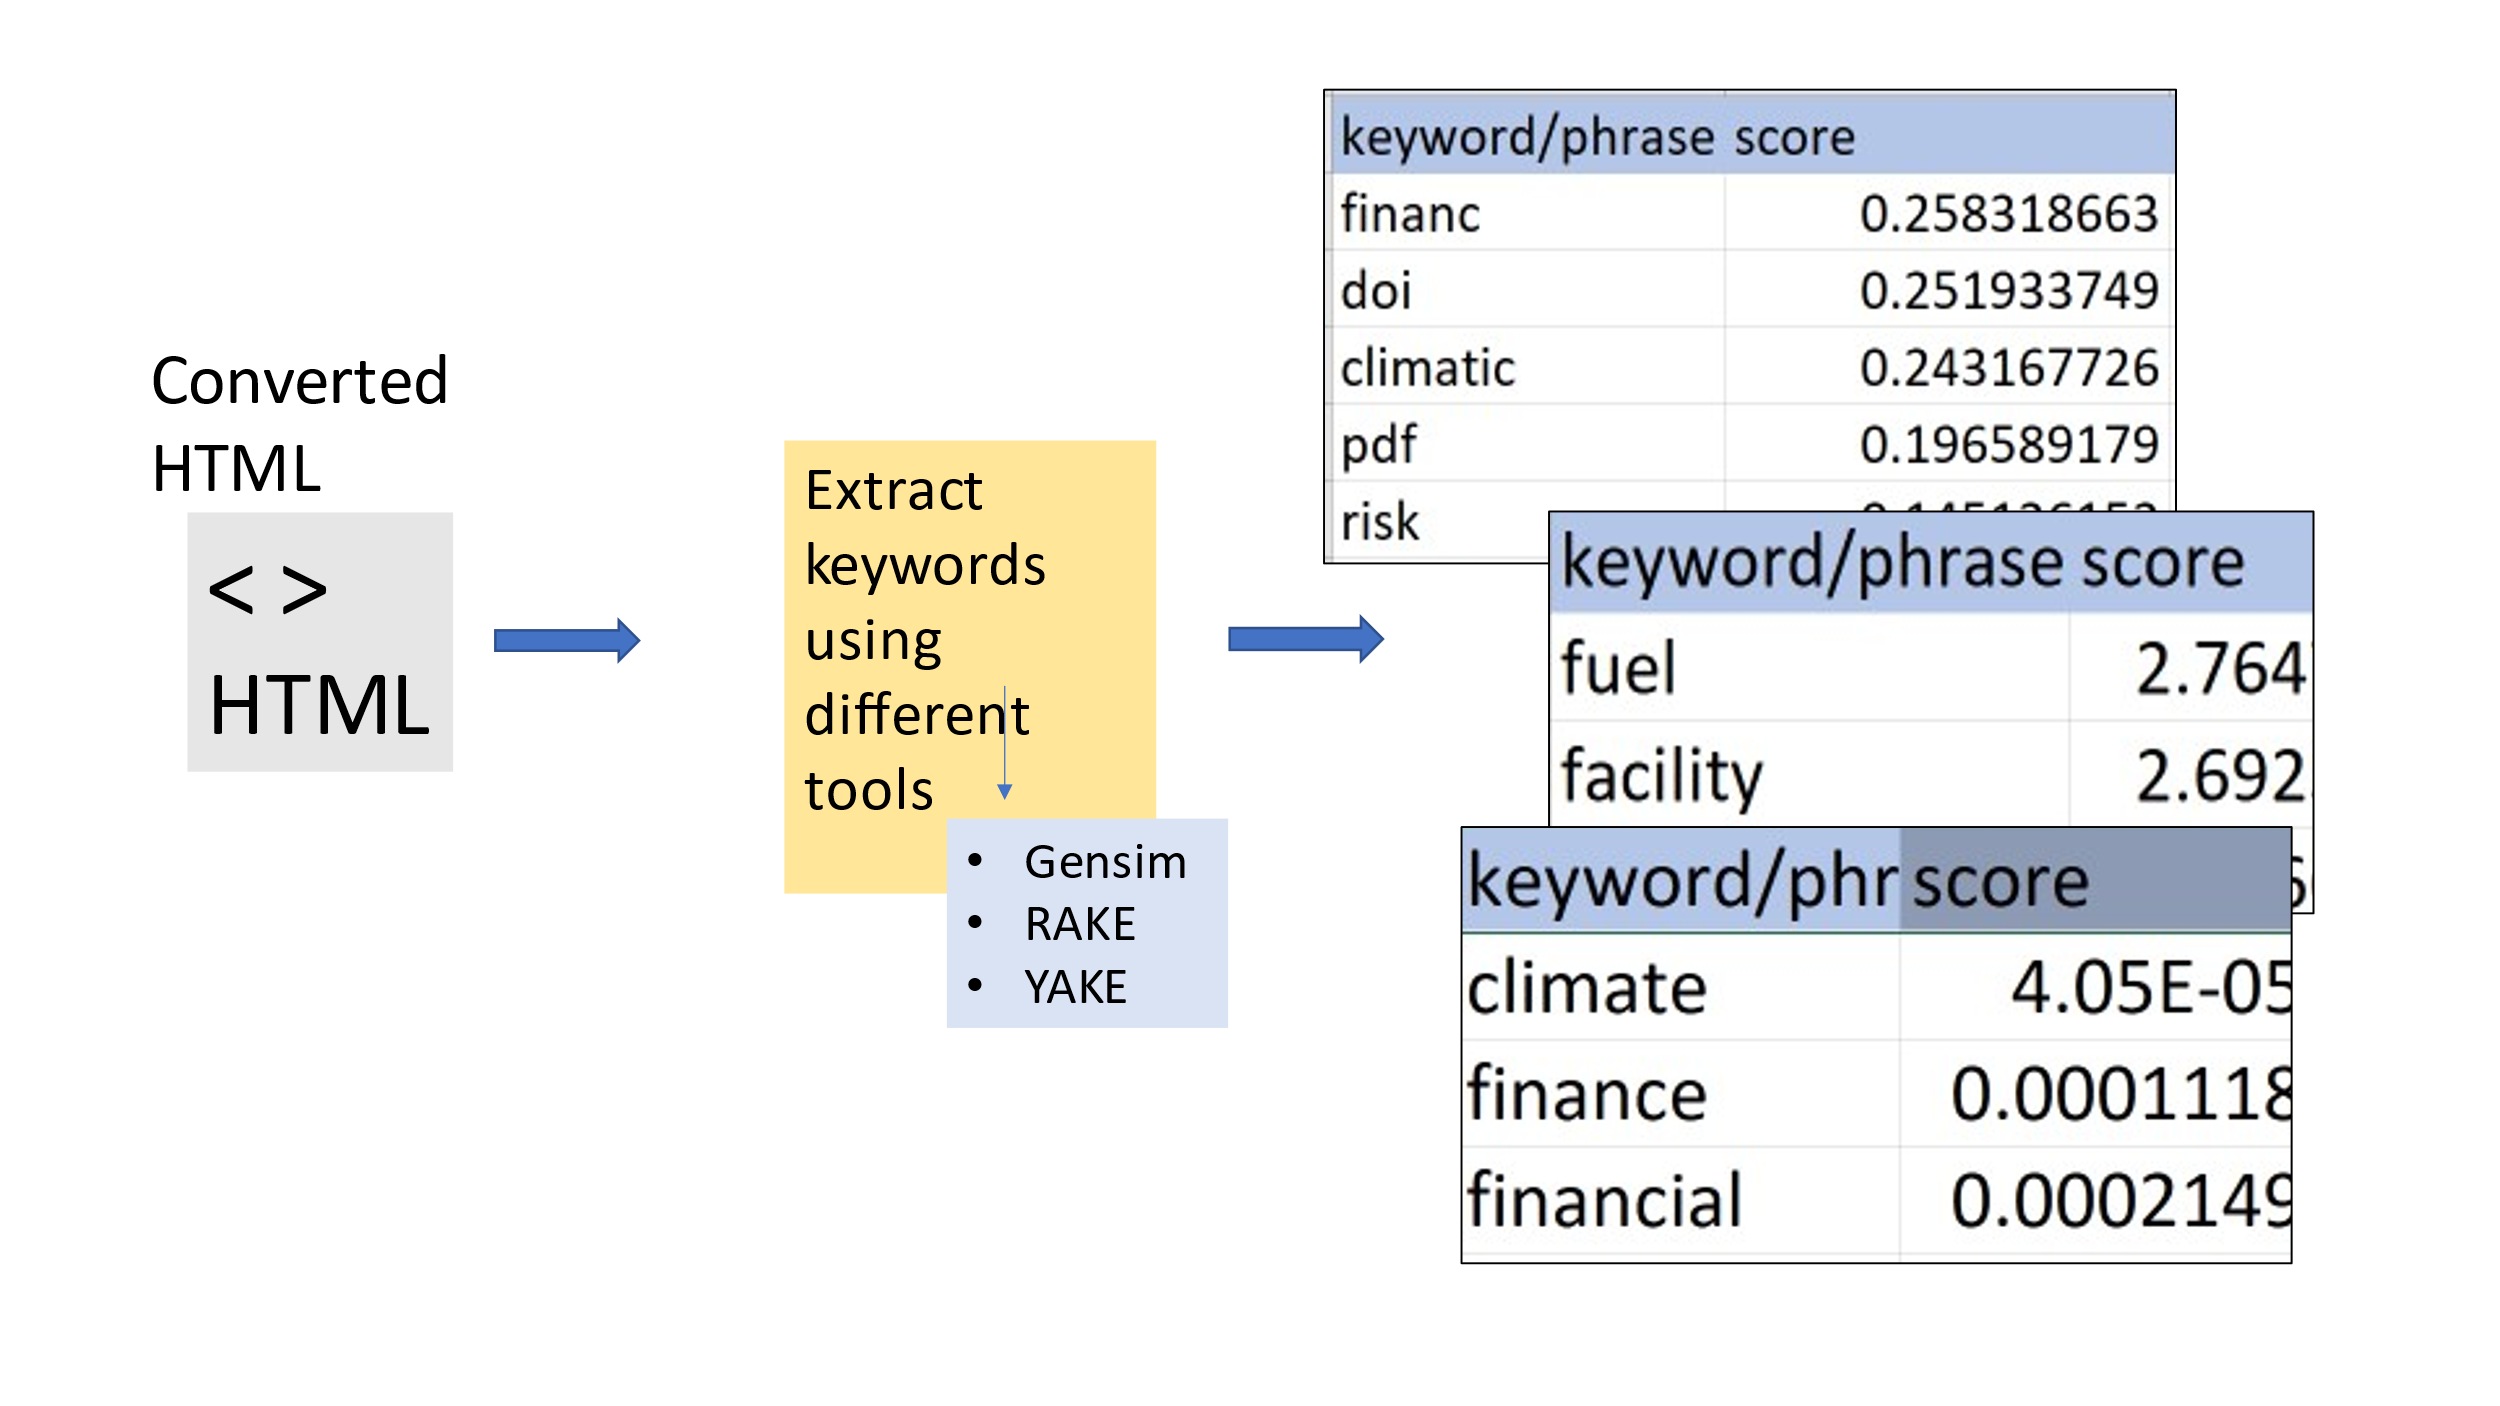 Converted
HTML
< >
HTML
Extract
keywords
using
different
tools
• Gensim
• RAKE
• YAKE
keyword/phrase score
financ 0.258318663
doi 0.251933749
climatic 0.243167726
pdf 0.196589179
risk
keyword/phrase score
fuel 2.764
facility 2.692
keyword/phr score
climate 4.05E-05
finance 0.0001118
financial 0.0002149